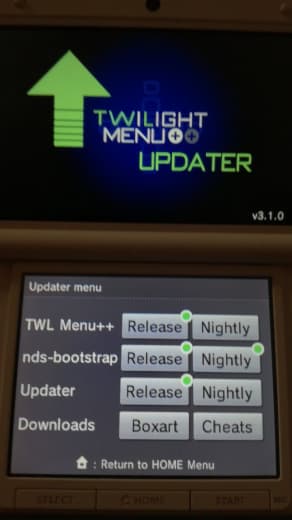 TWiLIGHT
MENU++
UPDATER
v3.1.0
Updater menu
TWL Menu++ Release Nightly
nds-bootstrap Release Nightly
Updater Release Nightly
Downloads Boxart Cheats
: Return to HOME Menu
SELECT HOME START